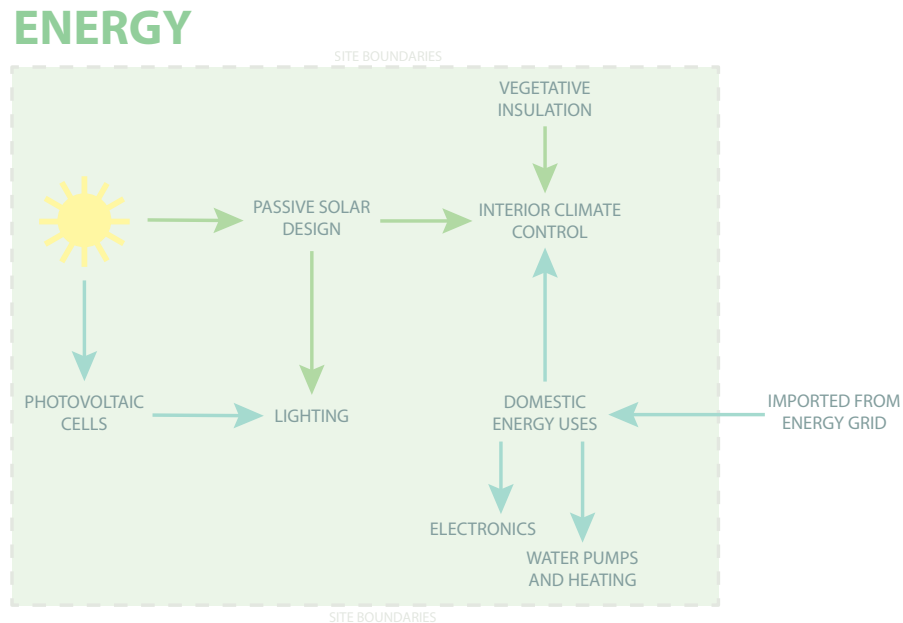 ENERGY
SITE BOUNDARIES
VEGETATIVE
INSULATION
PASSIVE SOLAR
DESIGN
INTERIOR CLIMATE
CONTROL
PHOTOVOLTAIC
CELLS
LIGHTING
DOMESTIC
ENERGY USES
IMPORTED FROM
ENERGY GRID
ELECTRONICS
WATER PUMPS
AND HEATING
SITE BOUNDARIES